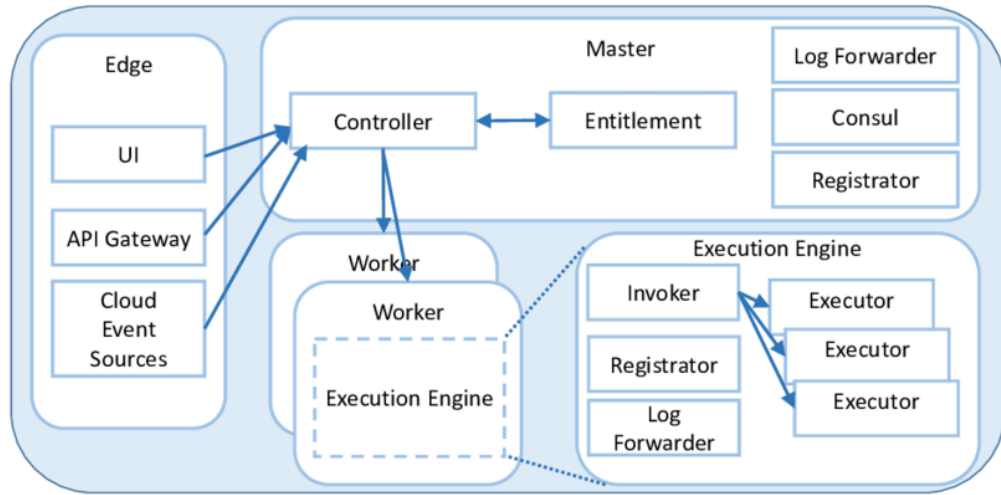 Edge
UI
API Gateway
Cloud
Event
Sources
Master
Controller
Entitlement
Log Forwarder
Consul
Registrator
Worker
Worker
Execution Engine
Execution Engine
Invoker
Registrator
Log
Forwarder
Executor
Executor
Executor